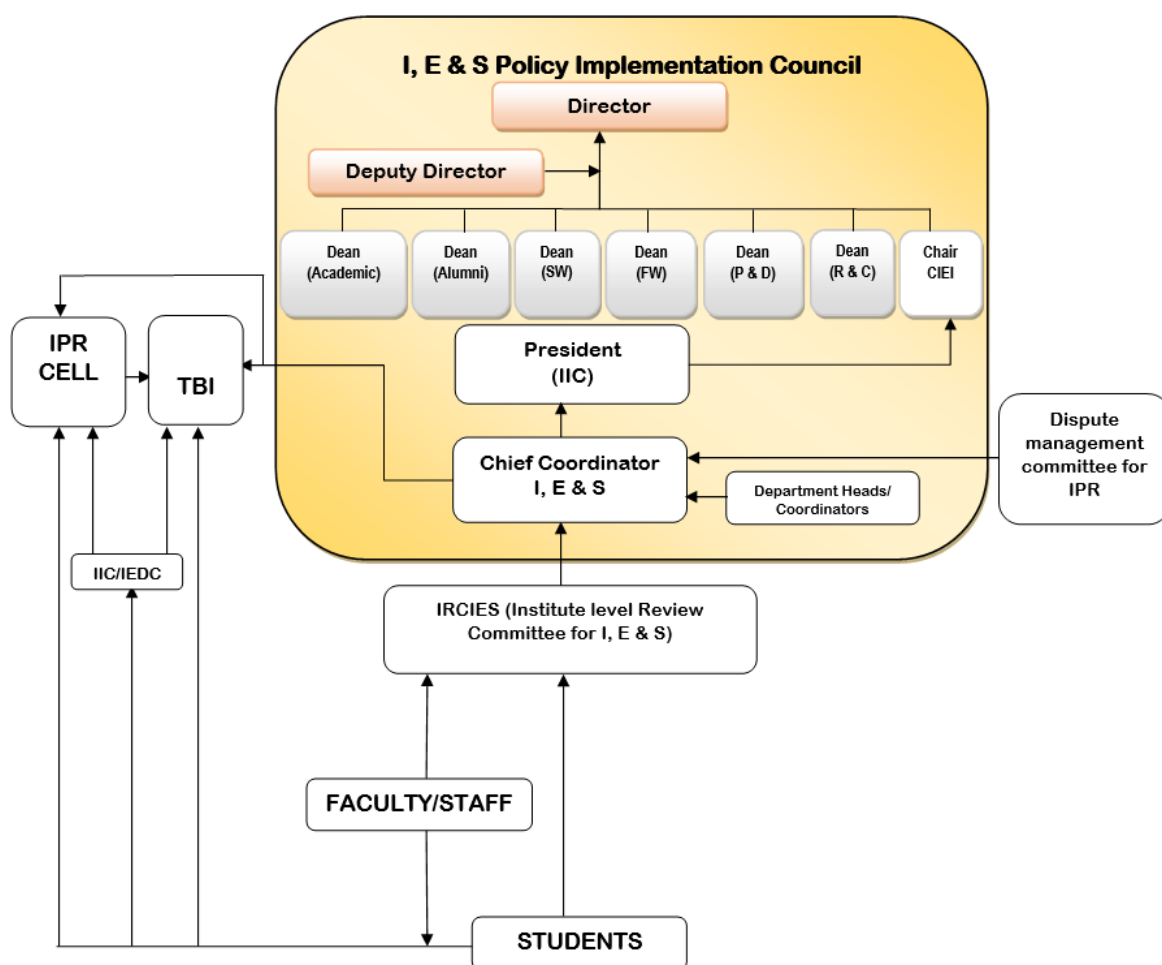 I, E & S Policy Implementation Council
Director
Deputy Director
Dean
(Academic)
Dean
(Alumni)
Dean
(SW)
Dean
(FW)
Dean
(P & D)
Dean
(R & C)
Chair
CIEI
IPR
CELL
TBI
President
(IIC)
Chief Coordinator
I, E & S
Department Heads/
Coordinators
Dispute
management
committee for
IPR
IIC/IEDC
IRCIES (Institute level Review
Committee for I, E & S)
FACULTY/STAFF
STUDENTS